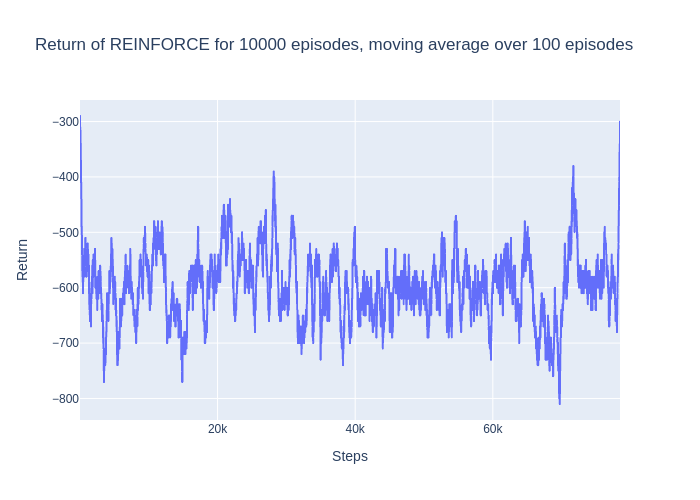 Return of REINFORCE for 10000 episodes, moving average over 100 episodes
Return
−300
−400
−500
−600
−700
−800
20k
40k
60k
Steps